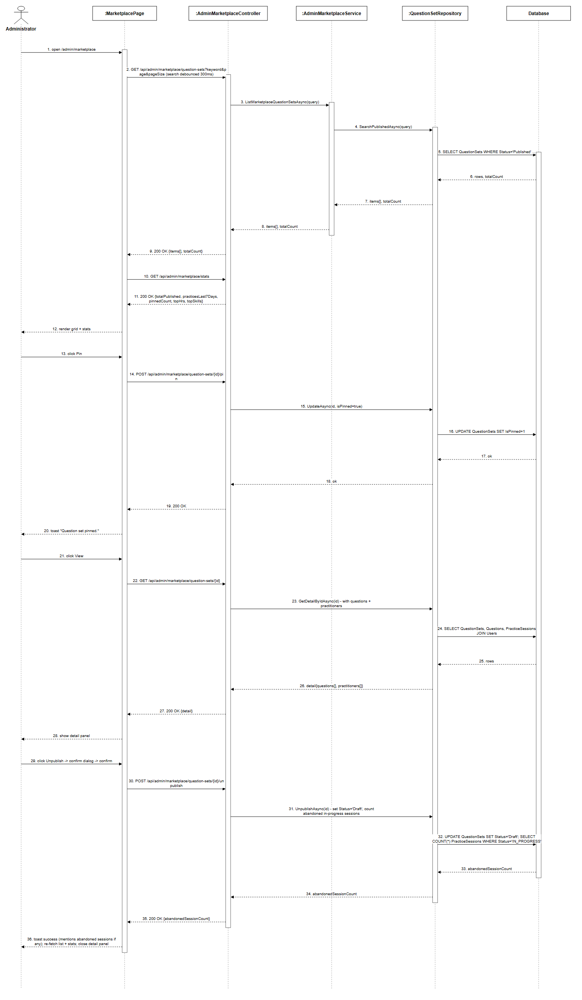 :MarketplacePage
:AdminMarketplaceController
:AdminMarketplaceService
:QuestionSetRepository
Database
Administrator
1. open /admin/marketplace
2. GET /api/admin/marketplace/question-sets?keyword&p
age&pageSize (search debounced 300ms)
3. ListMarketplaceQuestionSetsAsync(query)
4. SearchPublishedAsync(query)
5. SELECT QuestionSets WHERE Status='Published' ...
6. rows, totalCount
7. items[], totalCount
8. items[], totalCount
9. 200 OK {items[], totalCount}
10. GET /api/admin/marketplace/stats
11. 200 OK {totalPublished, practicesLast7Days,
pinnedCount, topHrs, topSkills}
12. render grid + stats
13. click Pin
14. POST /api/admin/marketplace/question-sets/{id}/pi
n
15. UpdateAsync(id, isPinned=true)
16. UPDATE QuestionSets SET IsPinned=1
17. ok
18. ok
19. 200 OK
20. toast "Question set pinned."
21. click View
22. GET /api/admin/marketplace/question-sets/{id}
23. GetDetailByIdAsync(id) - with questions +
practitioners
24. SELECT QuestionSets, Questions, PracticeSessions
JOIN Users
25. rows
26. detail{questions[], practitioners[]}
27. 200 OK {detail}
28. show detail panel
29. click Unpublish -> confirm dialog -> confirm
30. POST /api/admin/marketplace/question-sets/{id}/un
publish
31. UnpublishAsync(id) - set Status='Draft', count
abandoned in-progress sessions
32. UPDATE QuestionSets SET Status='Draft'; SELECT
COUNT(*) PracticeSessions WHERE Status='IN_PROGRESS'
33. abandonedSessionCount
34. abandonedSessionCount
35. 200 OK {abandonedSessionCount}
36. toast success (mentions abandoned sessions if
any); re-fetch list + stats; close detail panel